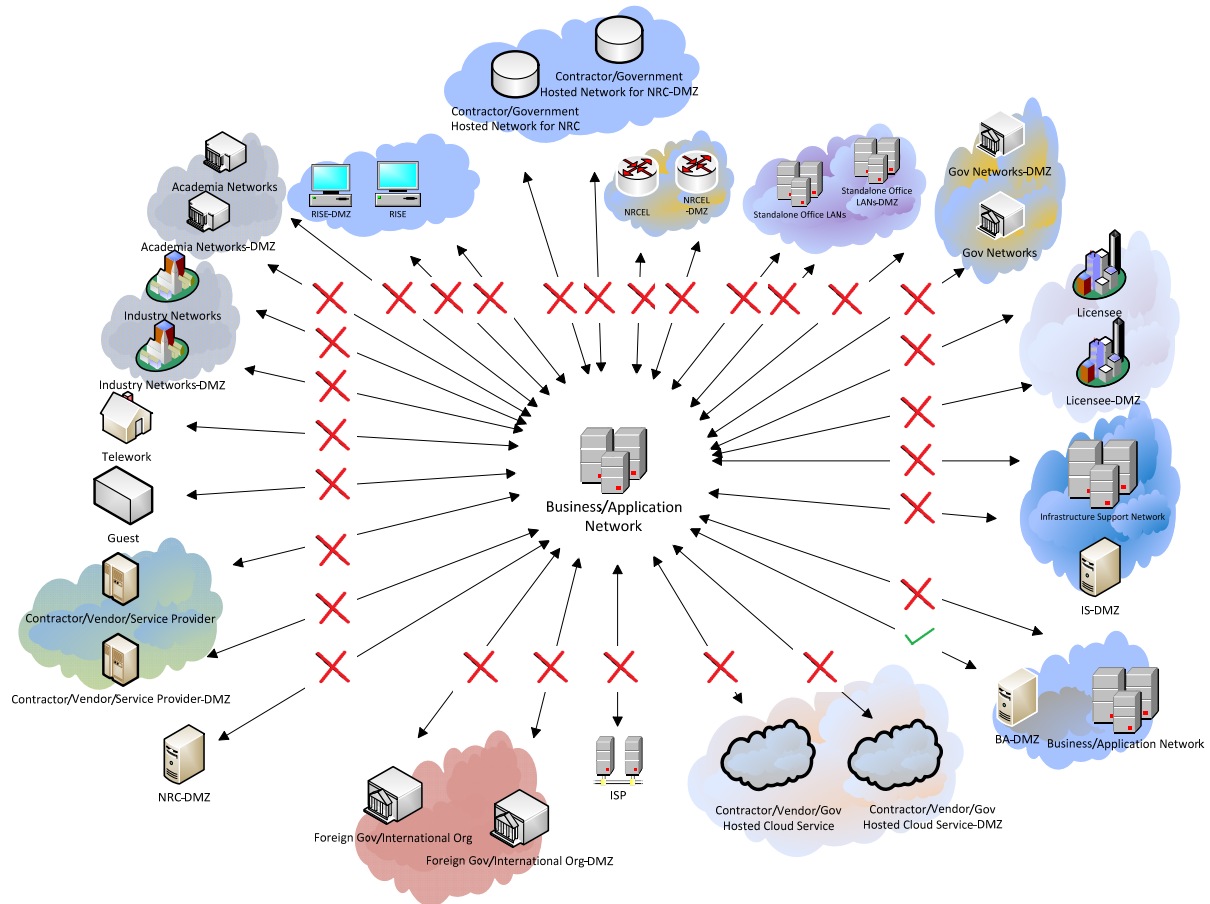 Contractor/Government
Hosted Network for NRC-DMZ
Contractor/Government
Hosted Network for NRC
Academia Networks
Academia Networks-DMZ
RISE-DMZ
RISE
NRCEL
NRCEL
-DMZ
Standalone Office LANs
Standalone Office
LANs-DMZ
Gov Networks-DMZ
Gov Networks
Industry Networks
Industry Networks-DMZ
Licensee
Licensee-DMZ
Telework
Guest
Business/Application
Network
Infrastructure Support Network
IS-DMZ
Contractor/Vendor/Service Provider
Contractor/Vendor/Service Provider-DMZ
NRC-DMZ
BA-DMZ
Business/Application Network
ISP
Foreign Gov/International Org
Foreign Gov/International Org-DMZ
Contractor/Vendor/Gov
Hosted Cloud Service
Contractor/Vendor/Gov
Hosted Cloud Service-DMZ